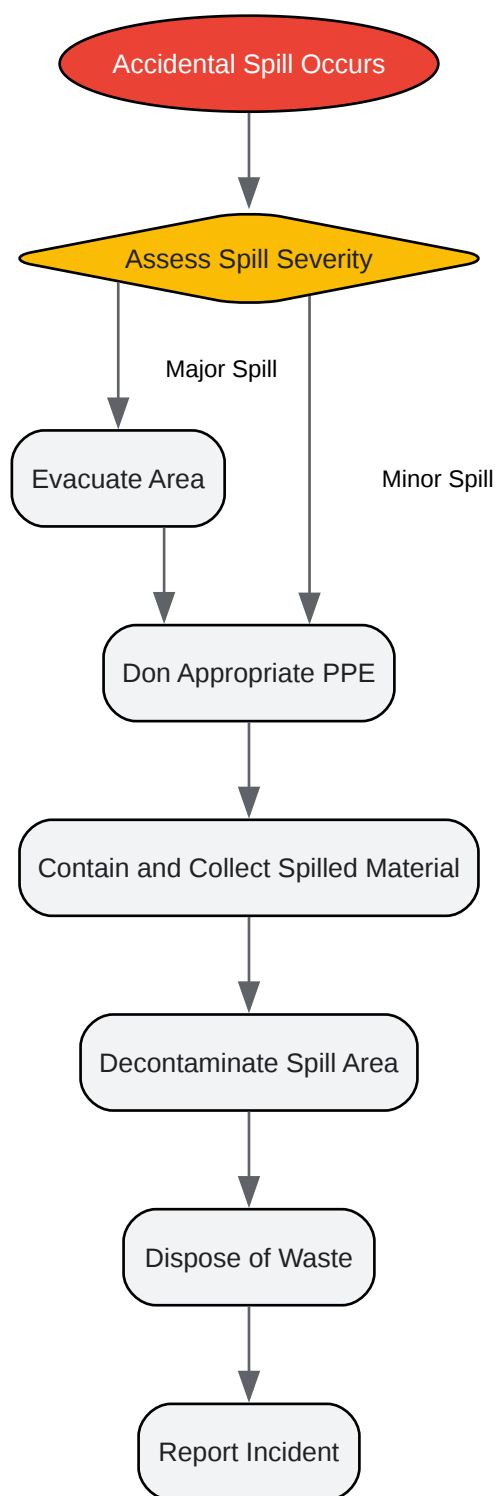 Accidental Spill Occurs
Assess Spill Severity
Major Spill
Evacuate Area
Minor Spill
Don Appropriate PPE
Contain and Collect Spilled Material
Decontaminate Spill Area
Dispose of Waste
Report Incident